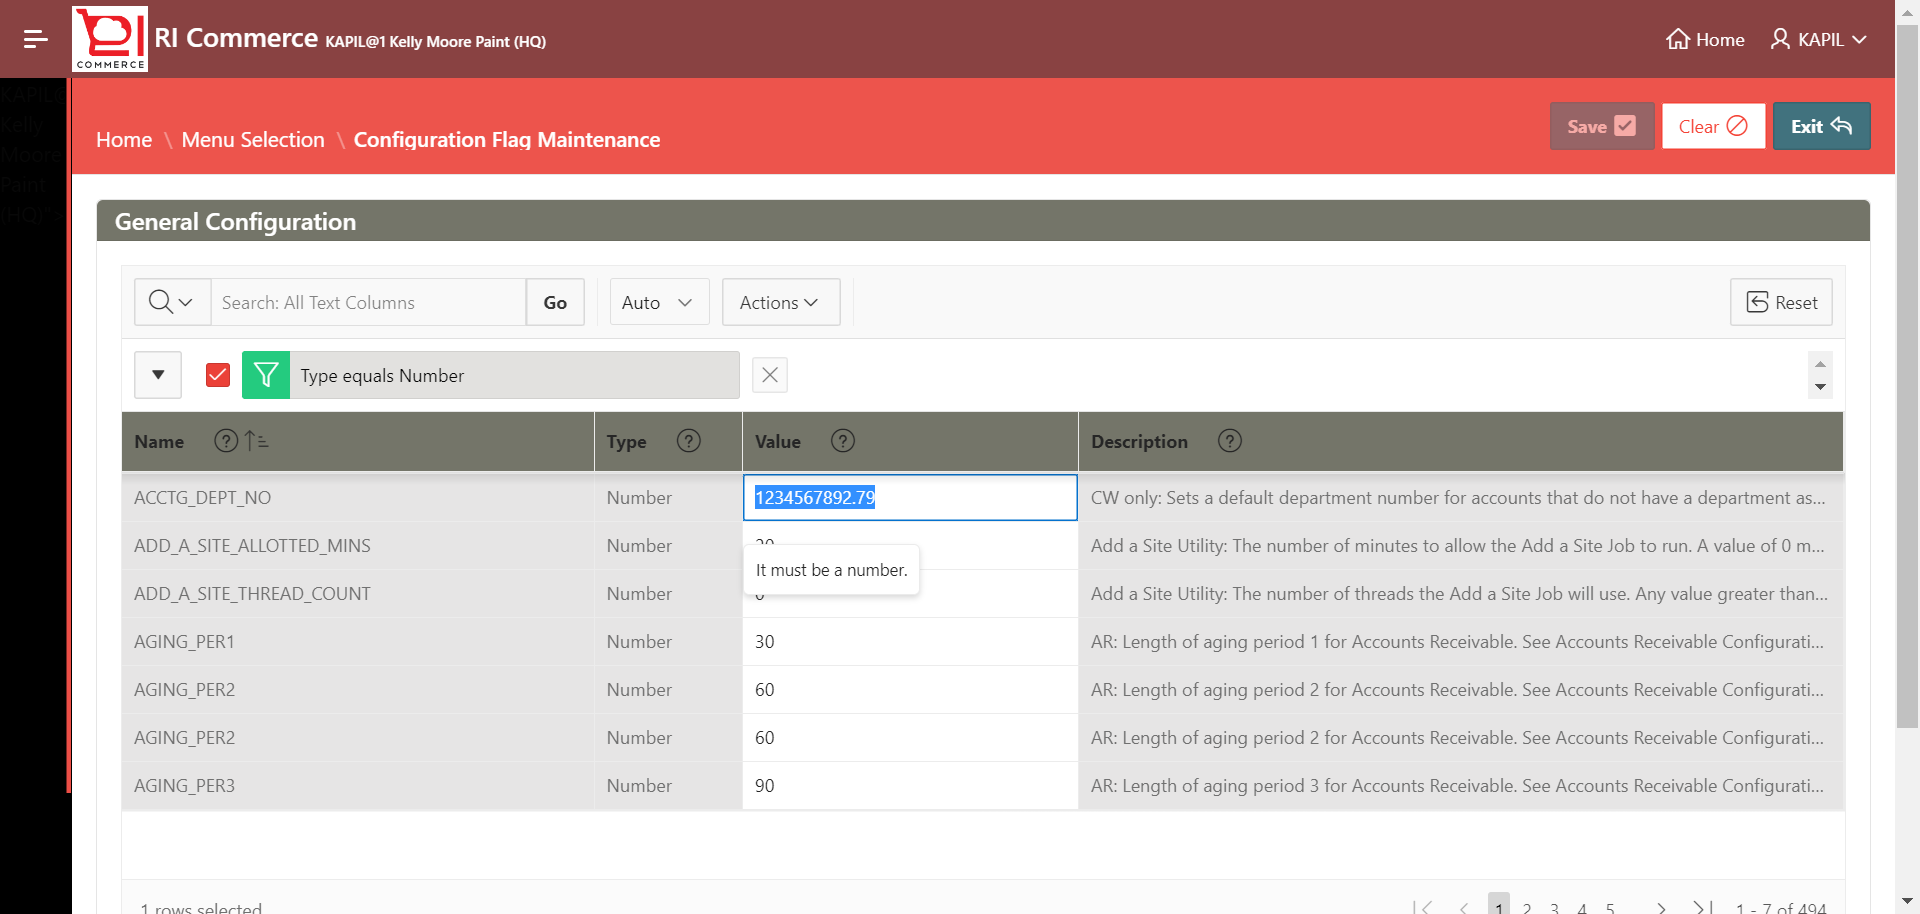 COMMERCE
RI Commerce KAPIL@1 Kelly Moore Paint (HQ)
Home
KAPIL
KAPIL@
Kelly
Moore
Paint
(HQ)
Home \ Menu Selection \ Configuration Flag Maintenance
Save
Clear
Exit
General Configuration
Search: All Text Columns
Go
Auto
Actions
Reset
Type equals Number
Name Type Value Description
ACCTG_DEPT_NO Number 1234567892.79 CW only: Sets a default department number for accounts that do not have a department as...
ADD_A_SITE_ALLOTTED_MINS Number Add a Site Utility: The number of minutes to allow the Add a Site Job to run. A value of 0 m...
It must be a number.
ADD_A_SITE_THREAD_COUNT Number Add a Site Utility: The number of threads the Add a Site Job will use. Any value greater than...
AGING_PER1 Number 30 AR: Length of aging period 1 for Accounts Receivable. See Accounts Receivable Configurati...
AGING_PER2 Number 60 AR: Length of aging period 2 for Accounts Receivable. See Accounts Receivable Configurati...
AGING_PER2 Number 60 AR: Length of aging period 2 for Accounts Receivable. See Accounts Receivable Configurati...
AGING_PER3 Number 90 AR: Length of aging period 3 for Accounts Receivable. See Accounts Receivable Configurati...
1 rows selected
1 2 3 4 5
1 - 7 of 494